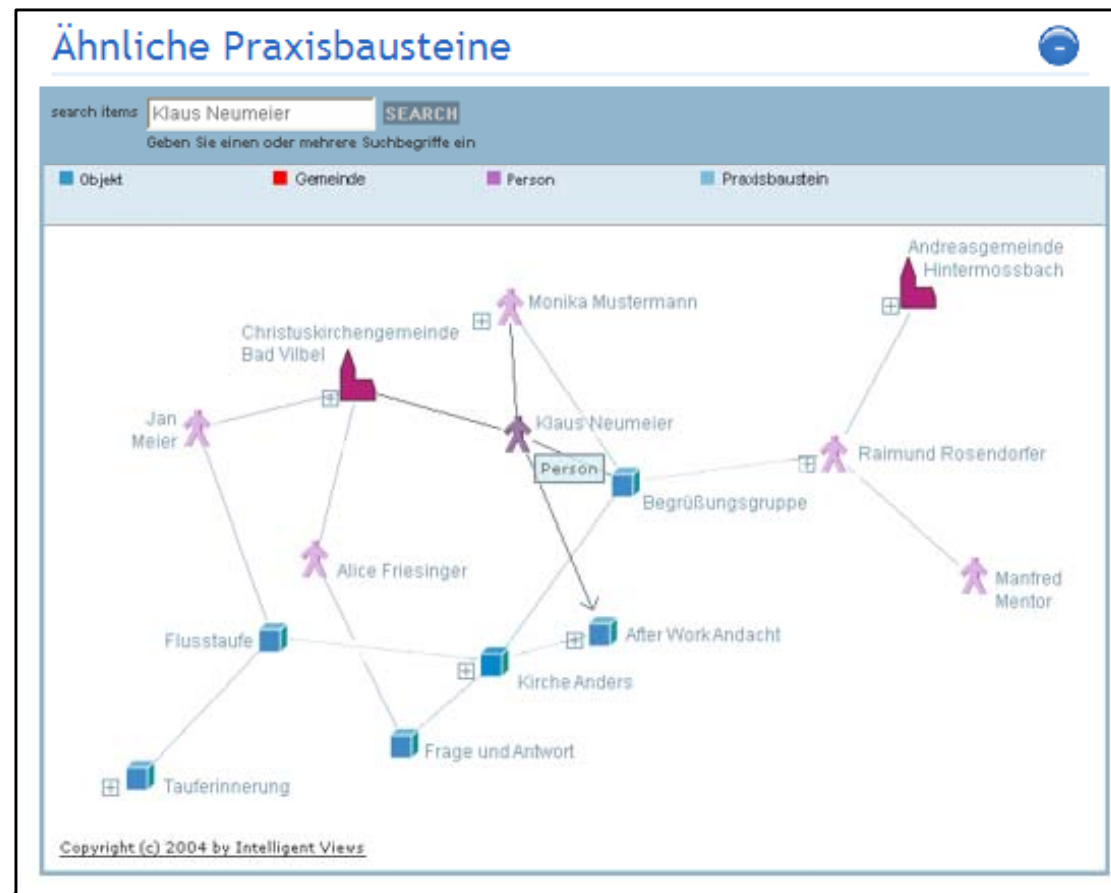 Ähnliche Praxisbausteine
search items Klaus Neumeier SEARCH
Geben Sie einen oder mehrere Suchbegriffe ein
Objekt Gemeinde Person Praxisbaustein
Andreasgemeinde
Hintermossbach
Monika Mustermann
Christuskirchengemeinde
Bad Vilbel
Jan
Meier
Klaus Neumeier
Raimund Rosendorfer
Person
Begrüßungsgruppe
Alice Friesinger
Manfred
Mentor
Flusstaufe
After Work Andacht
Kirche Anders
Frage und Antwort
Tauferinnerung
Copyright (c) 2004 by Intelligent Views